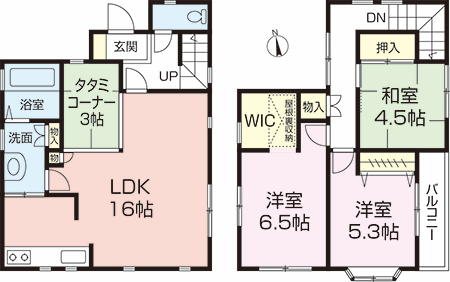 玄関
UP
浴室
タタミ
コーナー
3帖
洗面
物入
物
LDK
16帖
DN
押入
和室
4.5帖
WIC
屋根裏収納
物入
洋室
6.5帖
洋室
5.3帖
バルコニー
N